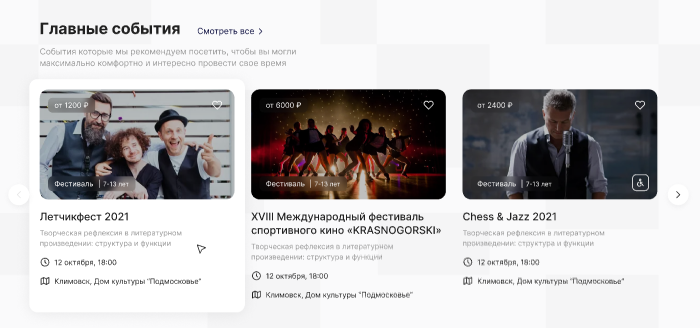 Главные события
Смотреть все
События которые мы рекомендуем посетить, чтобы вы могли
максимально комфортно и интересно провести свое время
от 1200 ₽
Фестиваль | 7-13 лет
Летчикфест 2021
Творческая рефлексия в литературном
произведении: структура и функции
12 октября, 18:00
Климовск, Дом культуры "Подмосковье"
от 6000 ₽
Фестиваль | 7-13 лет
XVIII Международный фестиваль
спортивного кино «KRASNOGORSKI»
Творческая рефлексия в литературном
произведении: структура и функции
12 октября, 18:00
Климовск, Дом культуры "Подмосковье"
от 2400 ₽
Фестиваль | 7-13 лет
Chess & Jazz 2021
Творческая рефлексия в литературном
произведении: структура и функции
12 октября, 18:00
Климовск, Дом культуры "Подмосковье"